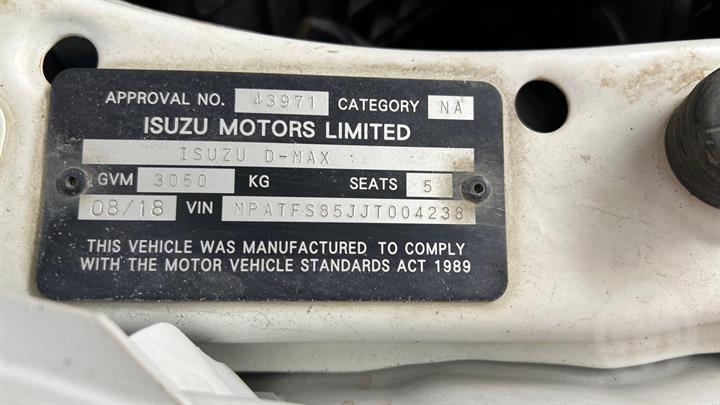 APPROVAL NO. 43971 CATEGORY NA
ISUZU MOTORS LIMITED
ISUZU D-MAX
GVM 3050 KG SEATS 5
08/18 VIN MPATFS85JJT004238
THIS VEHICLE WAS MANUFACTURED TO COMPLY
WITH THE MOTOR VEHICLE STANDARDS ACT 1989